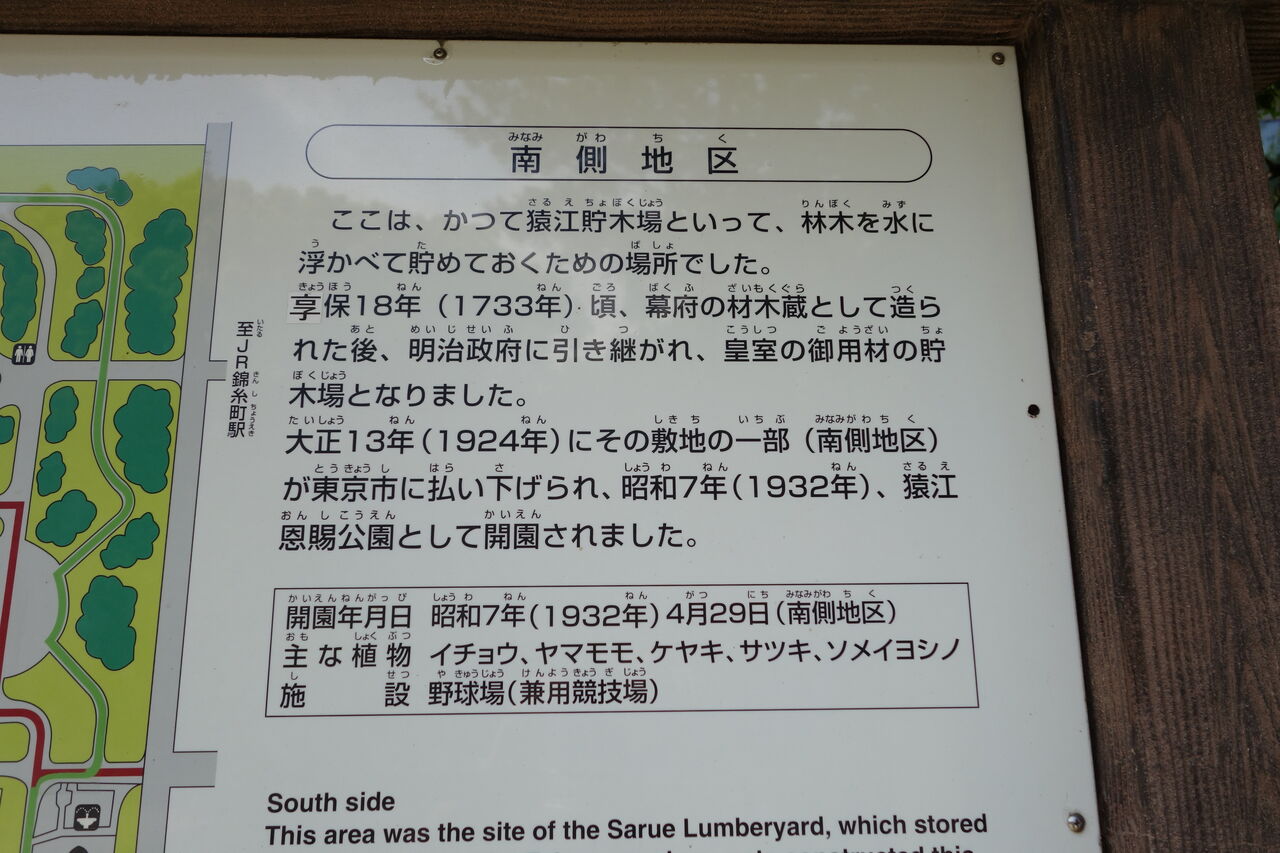 南側地区
ここは、かつて猿江貯木場といって、林木を水に
浮かべて貯めておくための場所でした。
享保18年（1733年）頃、幕府の材木蔵として造ら
れた後、明治政府に引き継がれ、皇室の御用材の貯
木場となりました。
大正13年（1924年）にその敷地の一部（南側地区）
が東京市に払い下げられ、昭和7年（1932年）、猿江
恩賜公園として開園されました。
開園年月日 昭和7年（1932年）4月29日（南側地区）
主な植物 イチョウ、ヤマモモ、ケヤキ、サツキ、ソメイヨシノ
施設 野球場（兼用競技場）
至JR錦糸町駅
South side
This area was the site of the Sarue Lumberyard, which stored